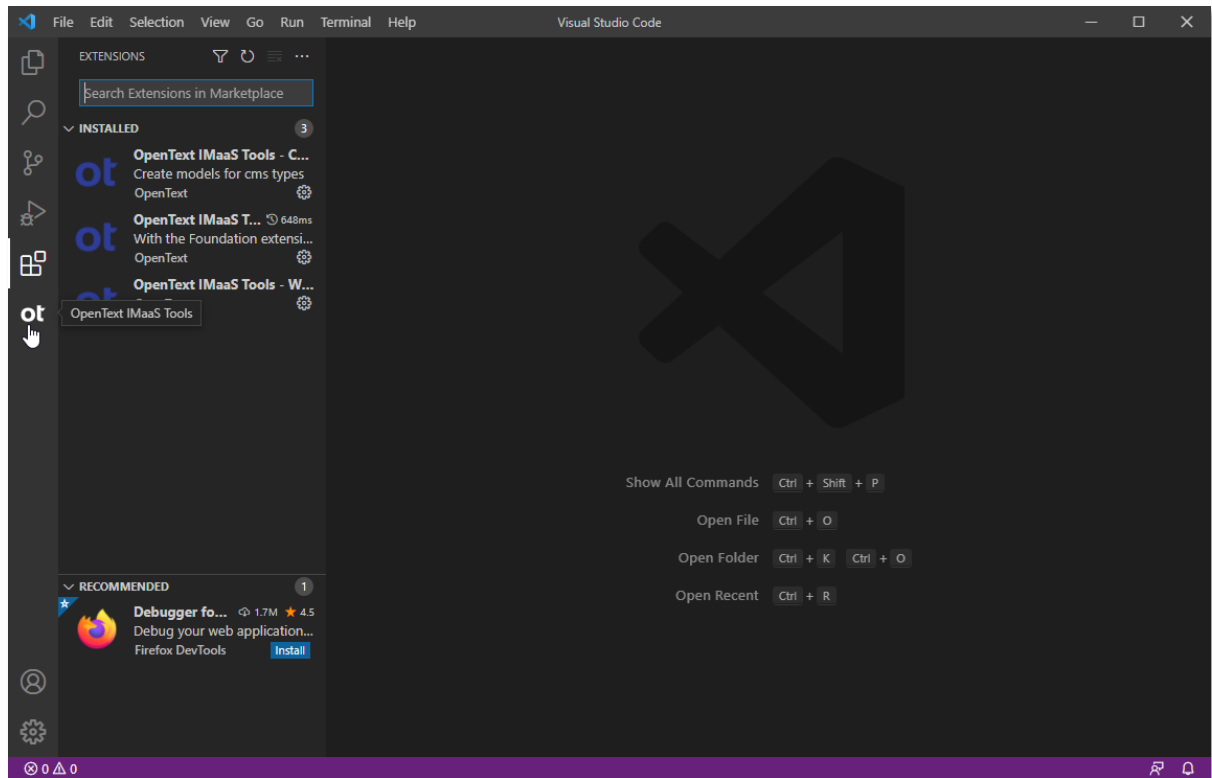 File Edit Selection View Go Run Terminal Help Visual Studio Code
EXTENSIONS
Search Extensions in Marketplace
INSTALLED 3
ot
OpenText IMaaS Tools - C...
Create models for cms types
OpenText
ot
OpenText IMaaS T... 648ms
With the Foundation extensi...
OpenText
OpenText IMaaS Tools - W...
ot
OpenText IMaaS Tools
Show All Commands Ctrl + Shift + P
Open File Ctrl + O
Open Folder Ctrl + K Ctrl + O
Open Recent Ctrl + R
RECOMMENDED 1
Debugger fo... 1.7M 4.5
Debug your web application...
Firefox DevTools Install
0 0